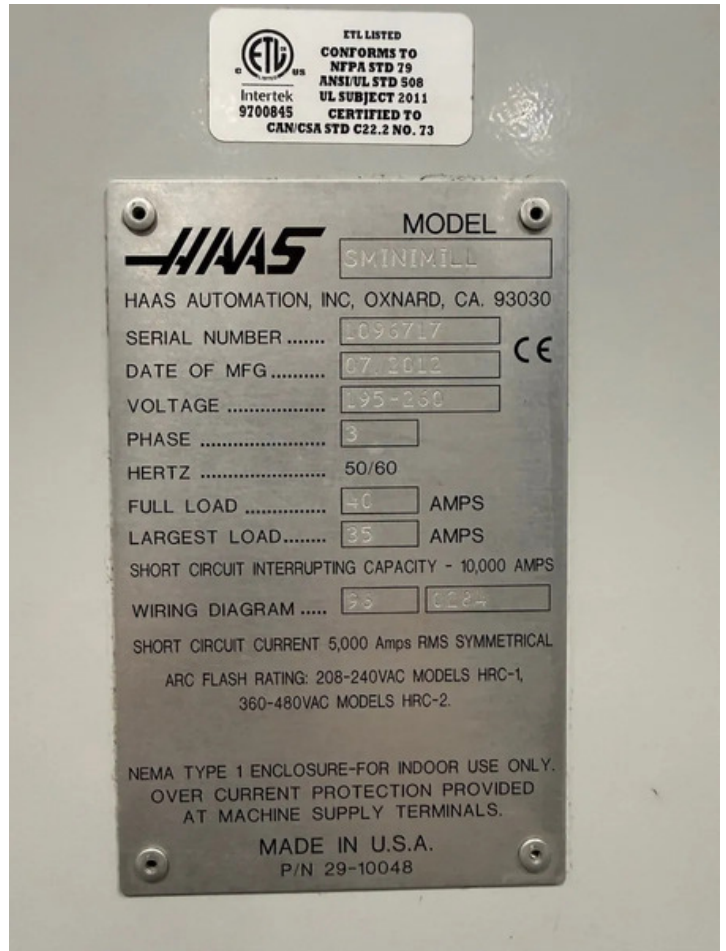 ETL LISTED
CONFORMS TO
NFPA STD 79
ANSI/UL STD 508
UL SUBJECT 2011
CERTIFIED TO
CAN/CSA STD C22.2 NO. 73
ETL
C US
Intertek
9700845
HAAS
MODEL
SMINIMILL
HAAS AUTOMATION, INC, OXNARD, CA. 93030
SERIAL NUMBER ....... 1096717
CE
DATE OF MFG.......... 07.2012
VOLTAGE .................. 195-260
PHASE ....................... 3
HERTZ ....................... 50/60
FULL LOAD ............... 40 AMPS
LARGEST LOAD........ 35 AMPS
SHORT CIRCUIT INTERRUPTING CAPACITY - 10,000 AMPS
WIRING DIAGRAM ..... 96 0284
SHORT CIRCUIT CURRENT 5,000 Amps RMS SYMMETRICAL
ARC FLASH RATING: 208-240VAC MODELS HRC-1,
360-480VAC MODELS HRC-2.
NEMA TYPE 1 ENCLOSURE-FOR INDOOR USE ONLY.
OVER CURRENT PROTECTION PROVIDED
AT MACHINE SUPPLY TERMINALS.
MADE IN U.S.A.
P/N 29-10048